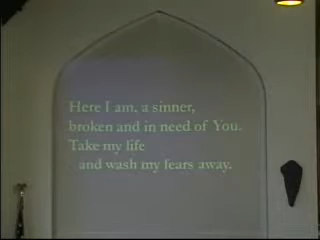 Here I am, a sinner,
broken and in need of You.
Take my life
and wash my fears away.